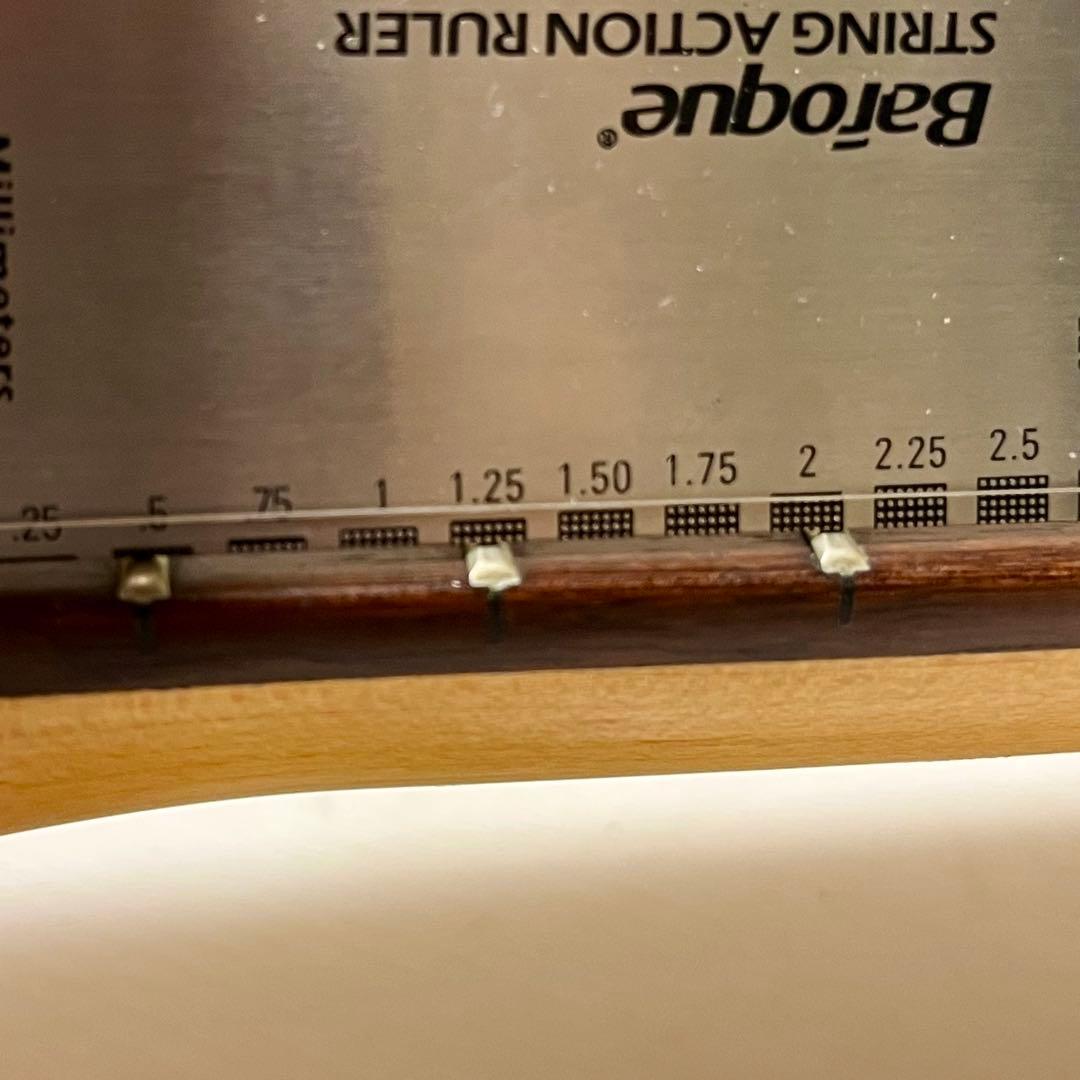 STRING ACTION RULER
Baroque®
Millimeters
.25 .5 .75 1 1.25 1.50 1.75 2 2.25 2.5